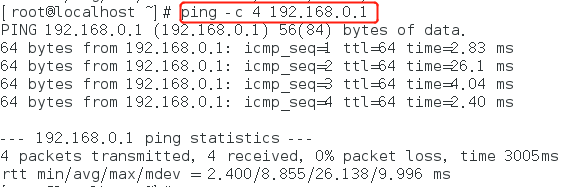 [root@localhost ~]# ping -c 4 192.168.0.1
PING 192.168.0.1 (192.168.0.1) 56(84) bytes of data.
64 bytes from 192.168.0.1: icmp_seq=1 ttl=64 time=2.83 ms
64 bytes from 192.168.0.1: icmp_seq=2 ttl=64 time=26.1 ms
64 bytes from 192.168.0.1: icmp_seq=3 ttl=64 time=4.04 ms
64 bytes from 192.168.0.1: icmp_seq=4 ttl=64 time=2.40 ms
--- 192.168.0.1 ping statistics ---
4 packets transmitted, 4 received, 0% packet loss, time 3005ms
rtt min/avg/max/mdev = 2.400/8.855/26.138/9.996 ms